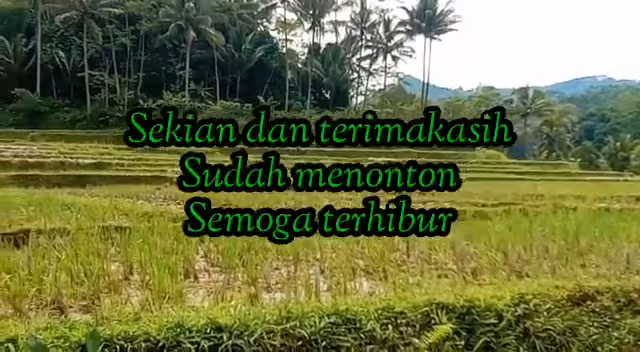 Sekian dan terimakasih
Sudah menonton
Semoga terhibur